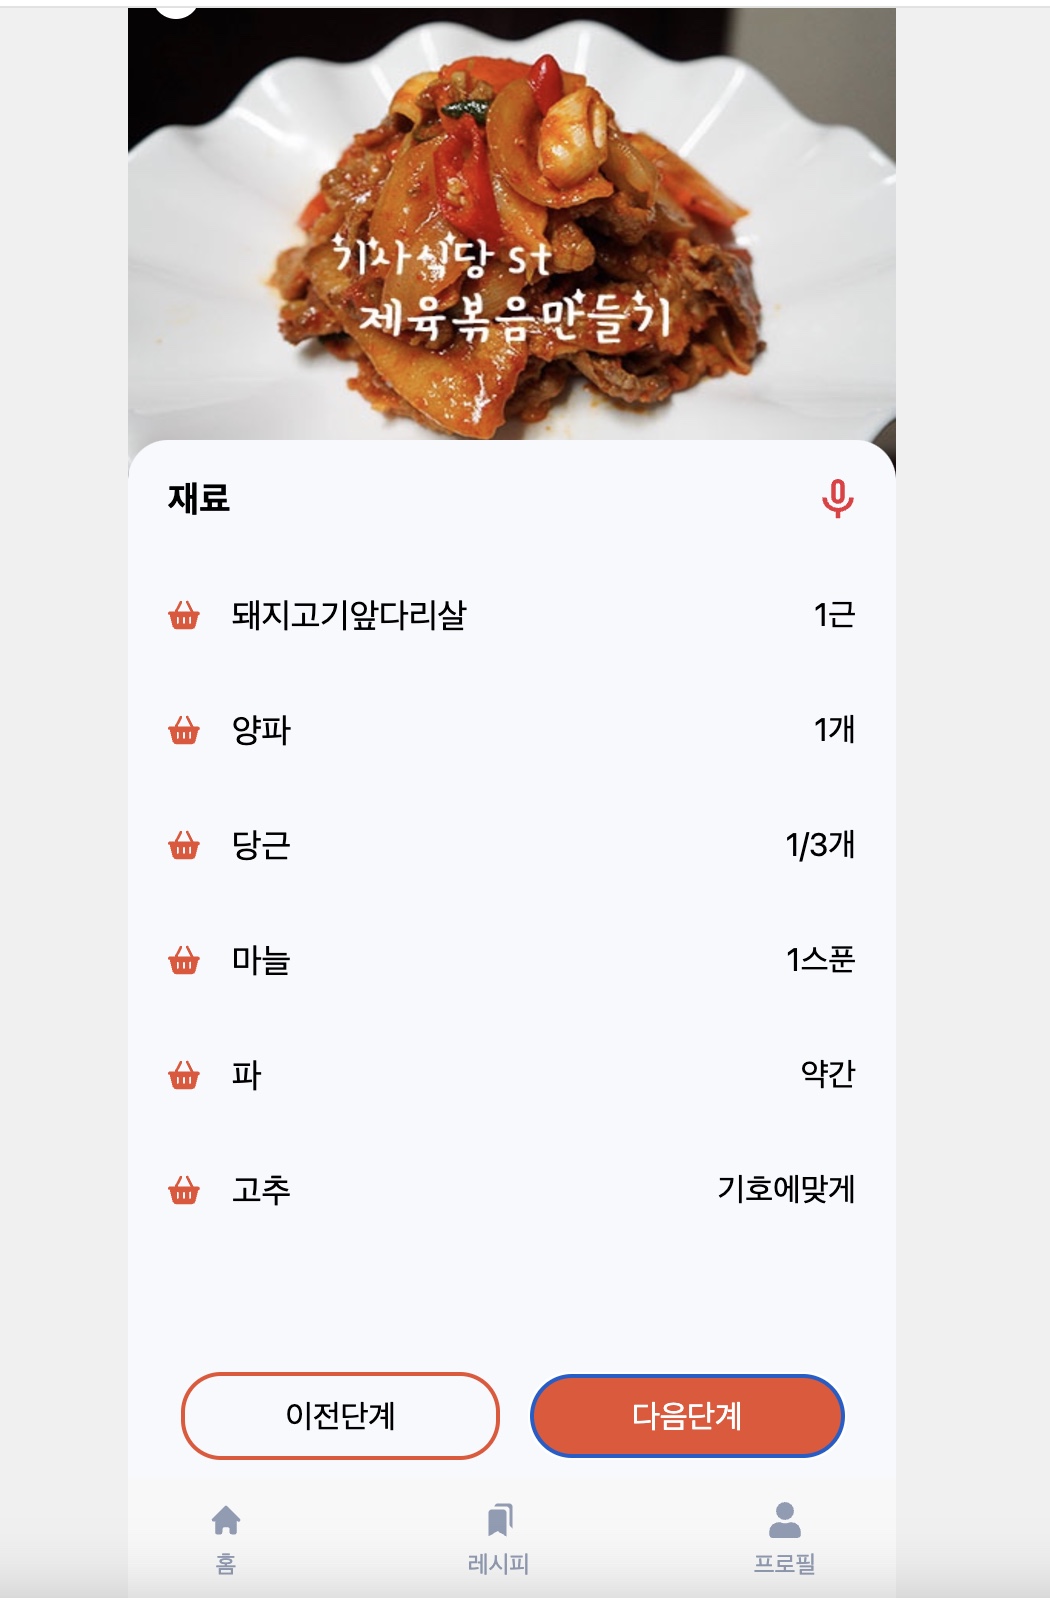 기사식당 st
제육볶음만들기
재료
돼지고기앞다리살 1근
양파 1개
당근 1/3개
마늘 1스푼
파 약간
고추 기호에맞게
이전단계 다음단계
홈 레시피 프로필